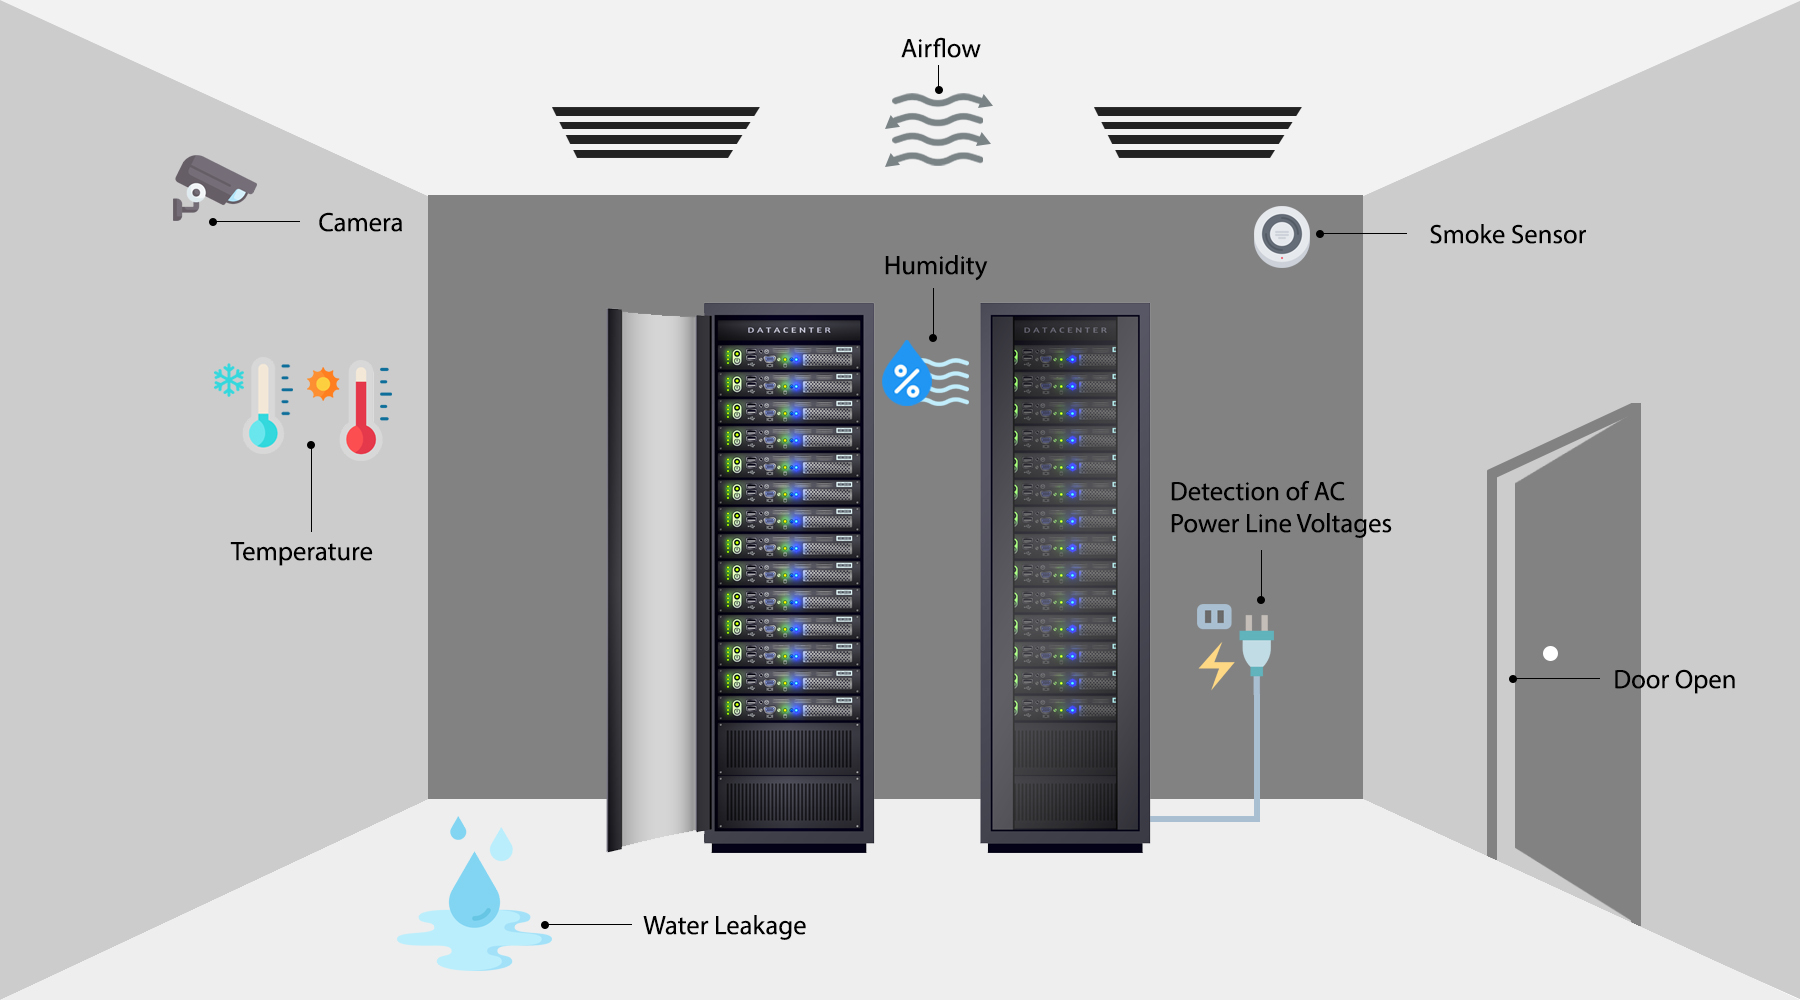 Airflow
Camera
Smoke Sensor
Humidity
DATACENTER
DATACENTER
%
Detection of AC
Power Line Voltages
Temperature
Door Open
Water Leakage